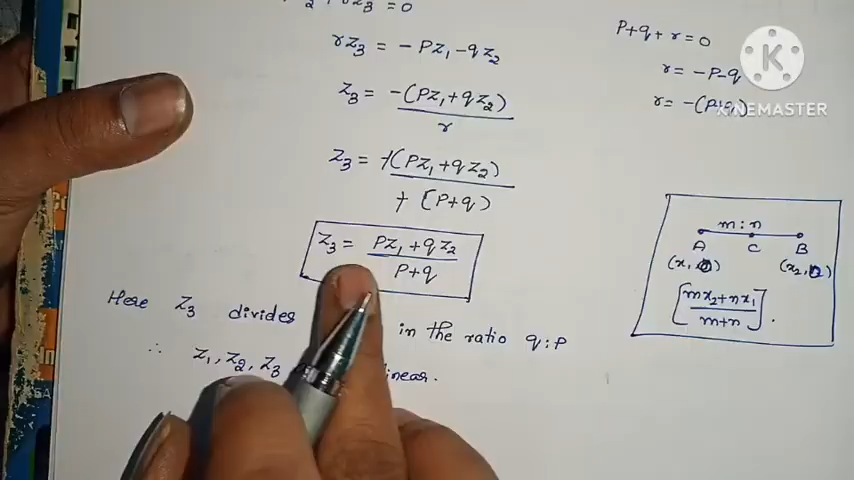 rz₃ = -Pz₁ - qz₂
z₃ = -(Pz₁ + qz₂) / r
z₃ = -(Pz₁ + qz₂) / + (P+q)
z₃ = Pz₁ + qz₂ / P+q
Here z₃ divides in the ratio q:P
∴ z₁, z₂, z₃
P+q+r=0
r = -P-q
r = -(P+q)
KINEMASTER
m:n
A C B
(x₁, (x₂,
[mx₂+nx₁ / m+n].